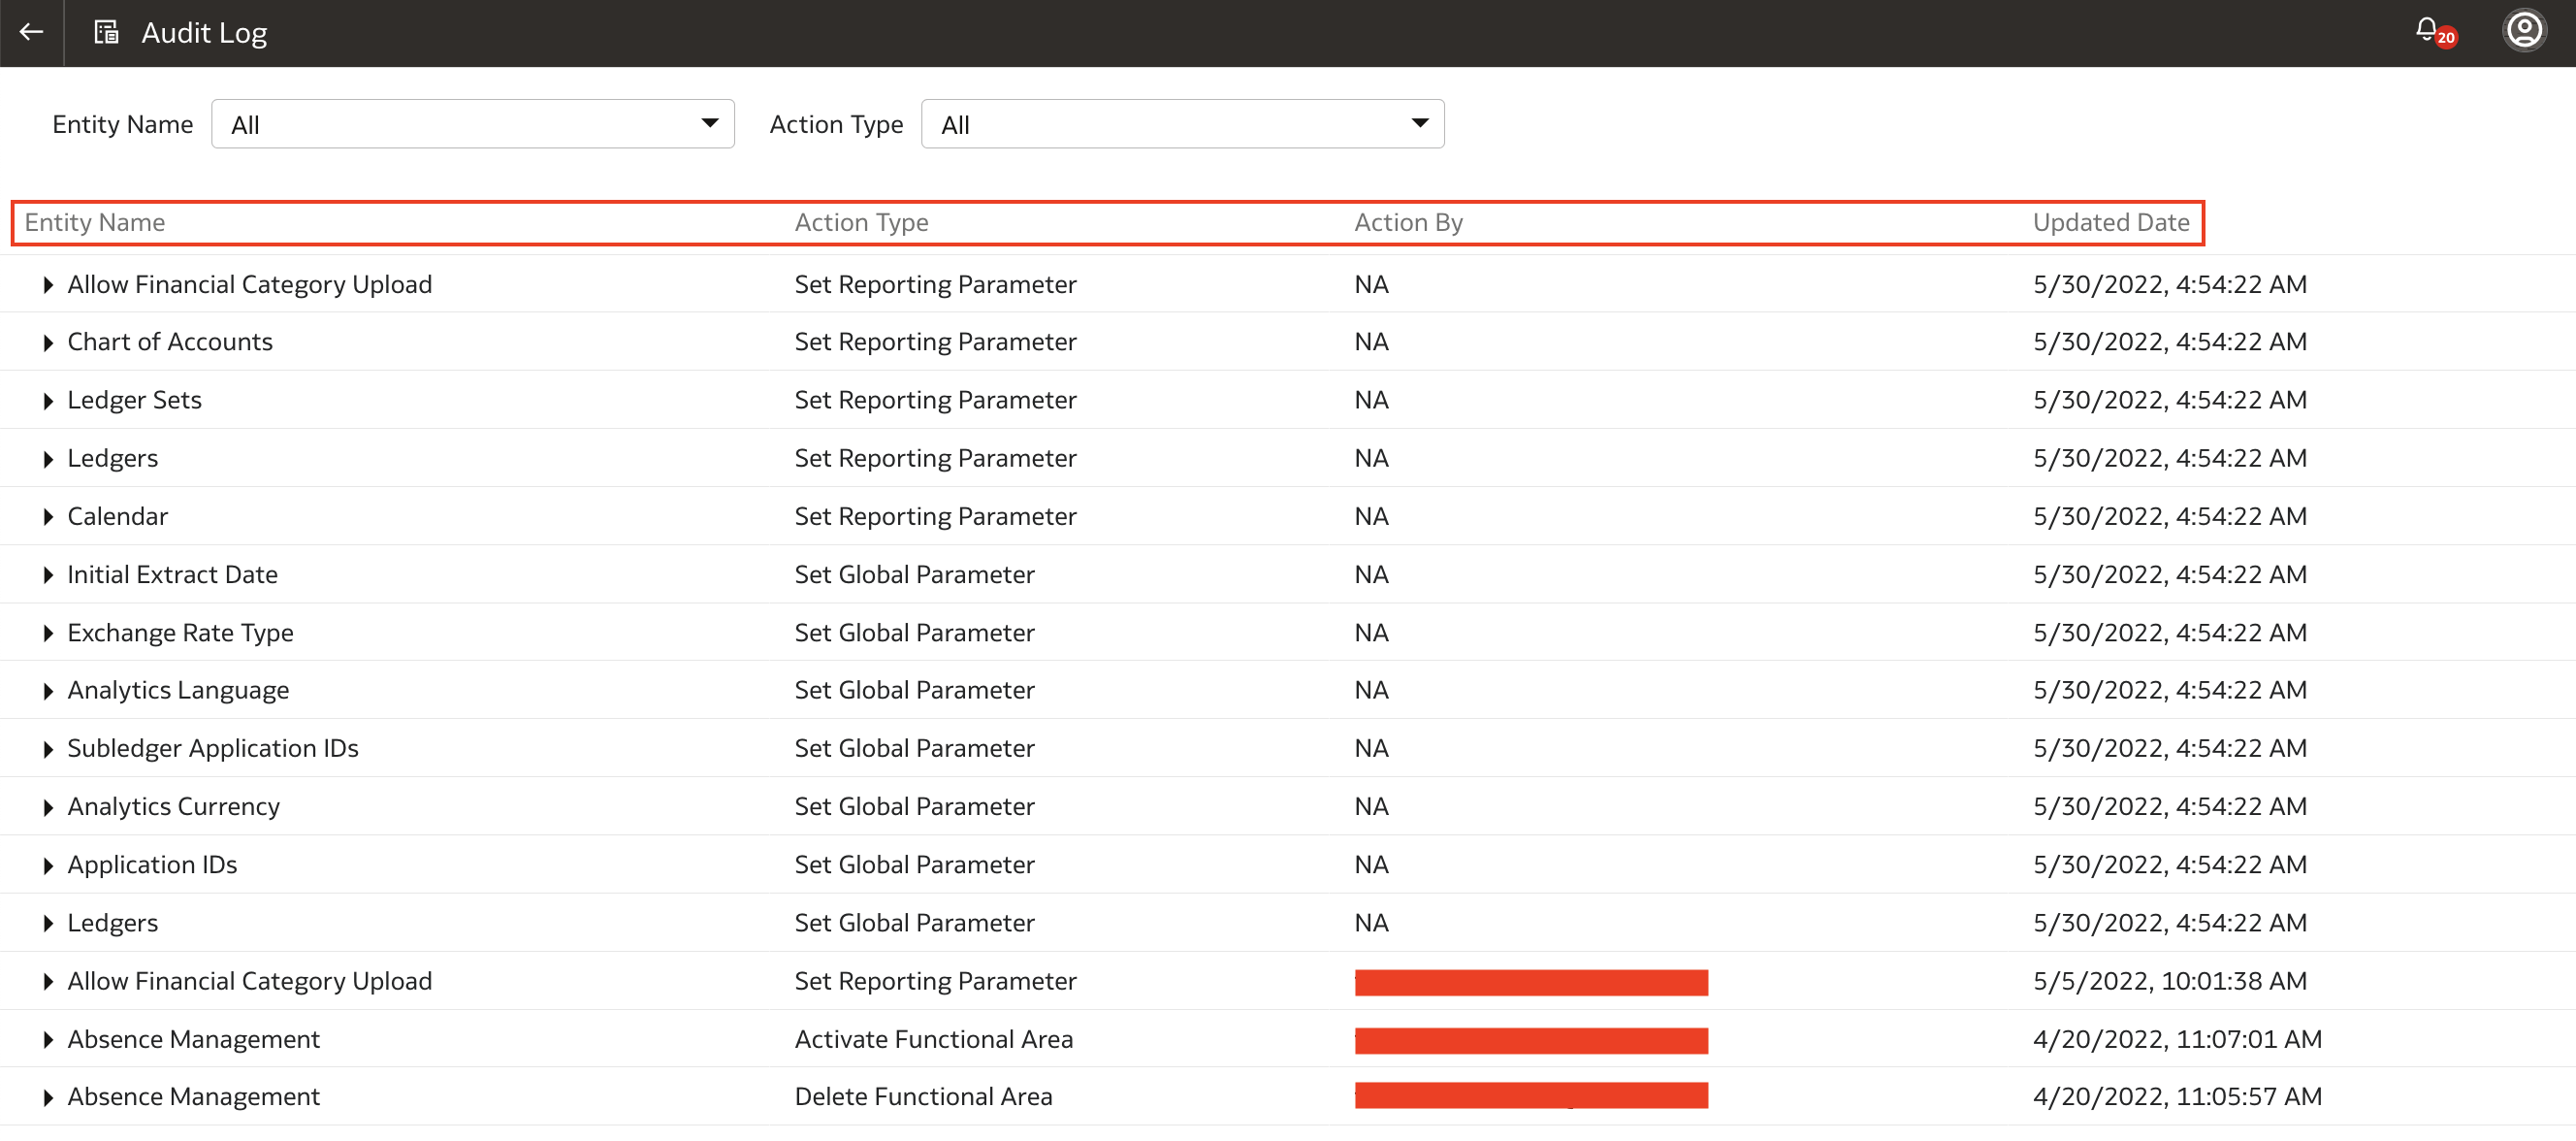 Audit Log 20
Entity Name All Action Type All
Entity Name Action Type Action By Updated Date
Allow Financial Category Upload Set Reporting Parameter NA 5/30/2022, 4:54:22 AM
Chart of Accounts Set Reporting Parameter NA 5/30/2022, 4:54:22 AM
Ledger Sets Set Reporting Parameter NA 5/30/2022, 4:54:22 AM
Ledgers Set Reporting Parameter NA 5/30/2022, 4:54:22 AM
Calendar Set Reporting Parameter NA 5/30/2022, 4:54:22 AM
Initial Extract Date Set Global Parameter NA 5/30/2022, 4:54:22 AM
Exchange Rate Type Set Global Parameter NA 5/30/2022, 4:54:22 AM
Analytics Language Set Global Parameter NA 5/30/2022, 4:54:22 AM
Subledger Application IDs Set Global Parameter NA 5/30/2022, 4:54:22 AM
Analytics Currency Set Global Parameter NA 5/30/2022, 4:54:22 AM
Application IDs Set Global Parameter NA 5/30/2022, 4:54:22 AM
Ledgers Set Global Parameter NA 5/30/2022, 4:54:22 AM
Allow Financial Category Upload Set Reporting Parameter 5/5/2022, 10:01:38 AM
Absence Management Activate Functional Area 4/20/2022, 11:07:01 AM
Absence Management Delete Functional Area 4/20/2022, 11:05:57 AM